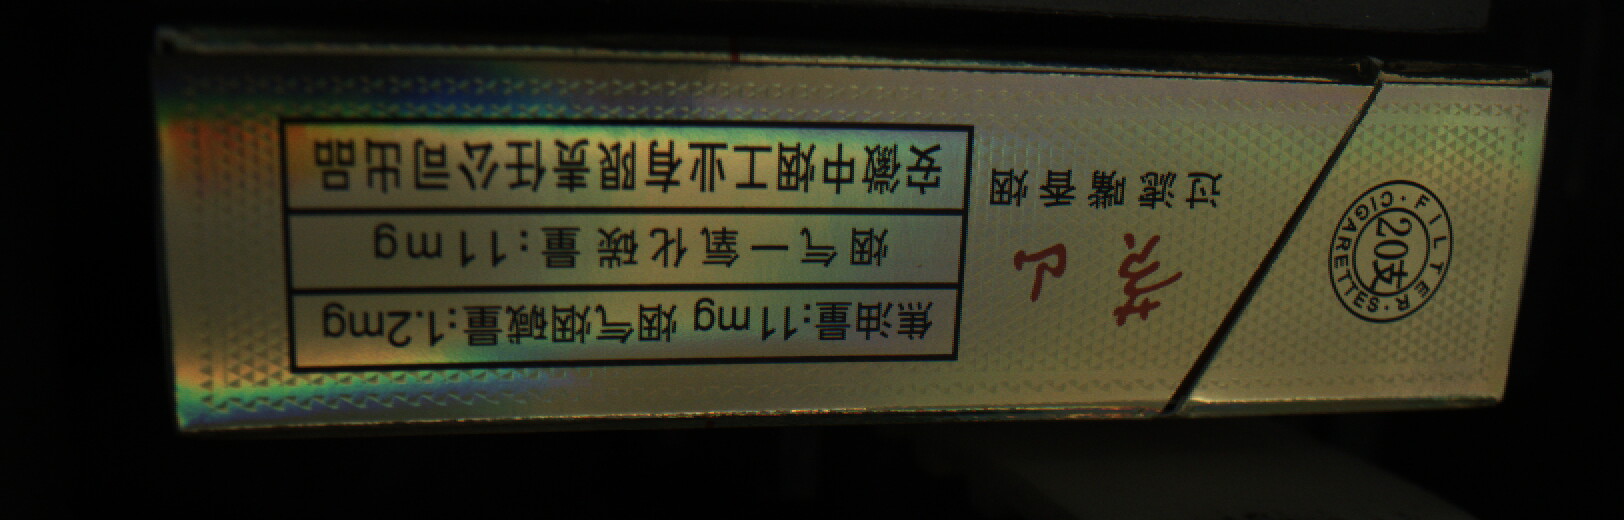 FILTER·CIGARETTES·
20支
黄山
过滤嘴香烟
焦油量:11mg 烟气烟碱量:1.2mg
烟气一氧化碳量:11mg
安徽中烟工业有限责任公司出品